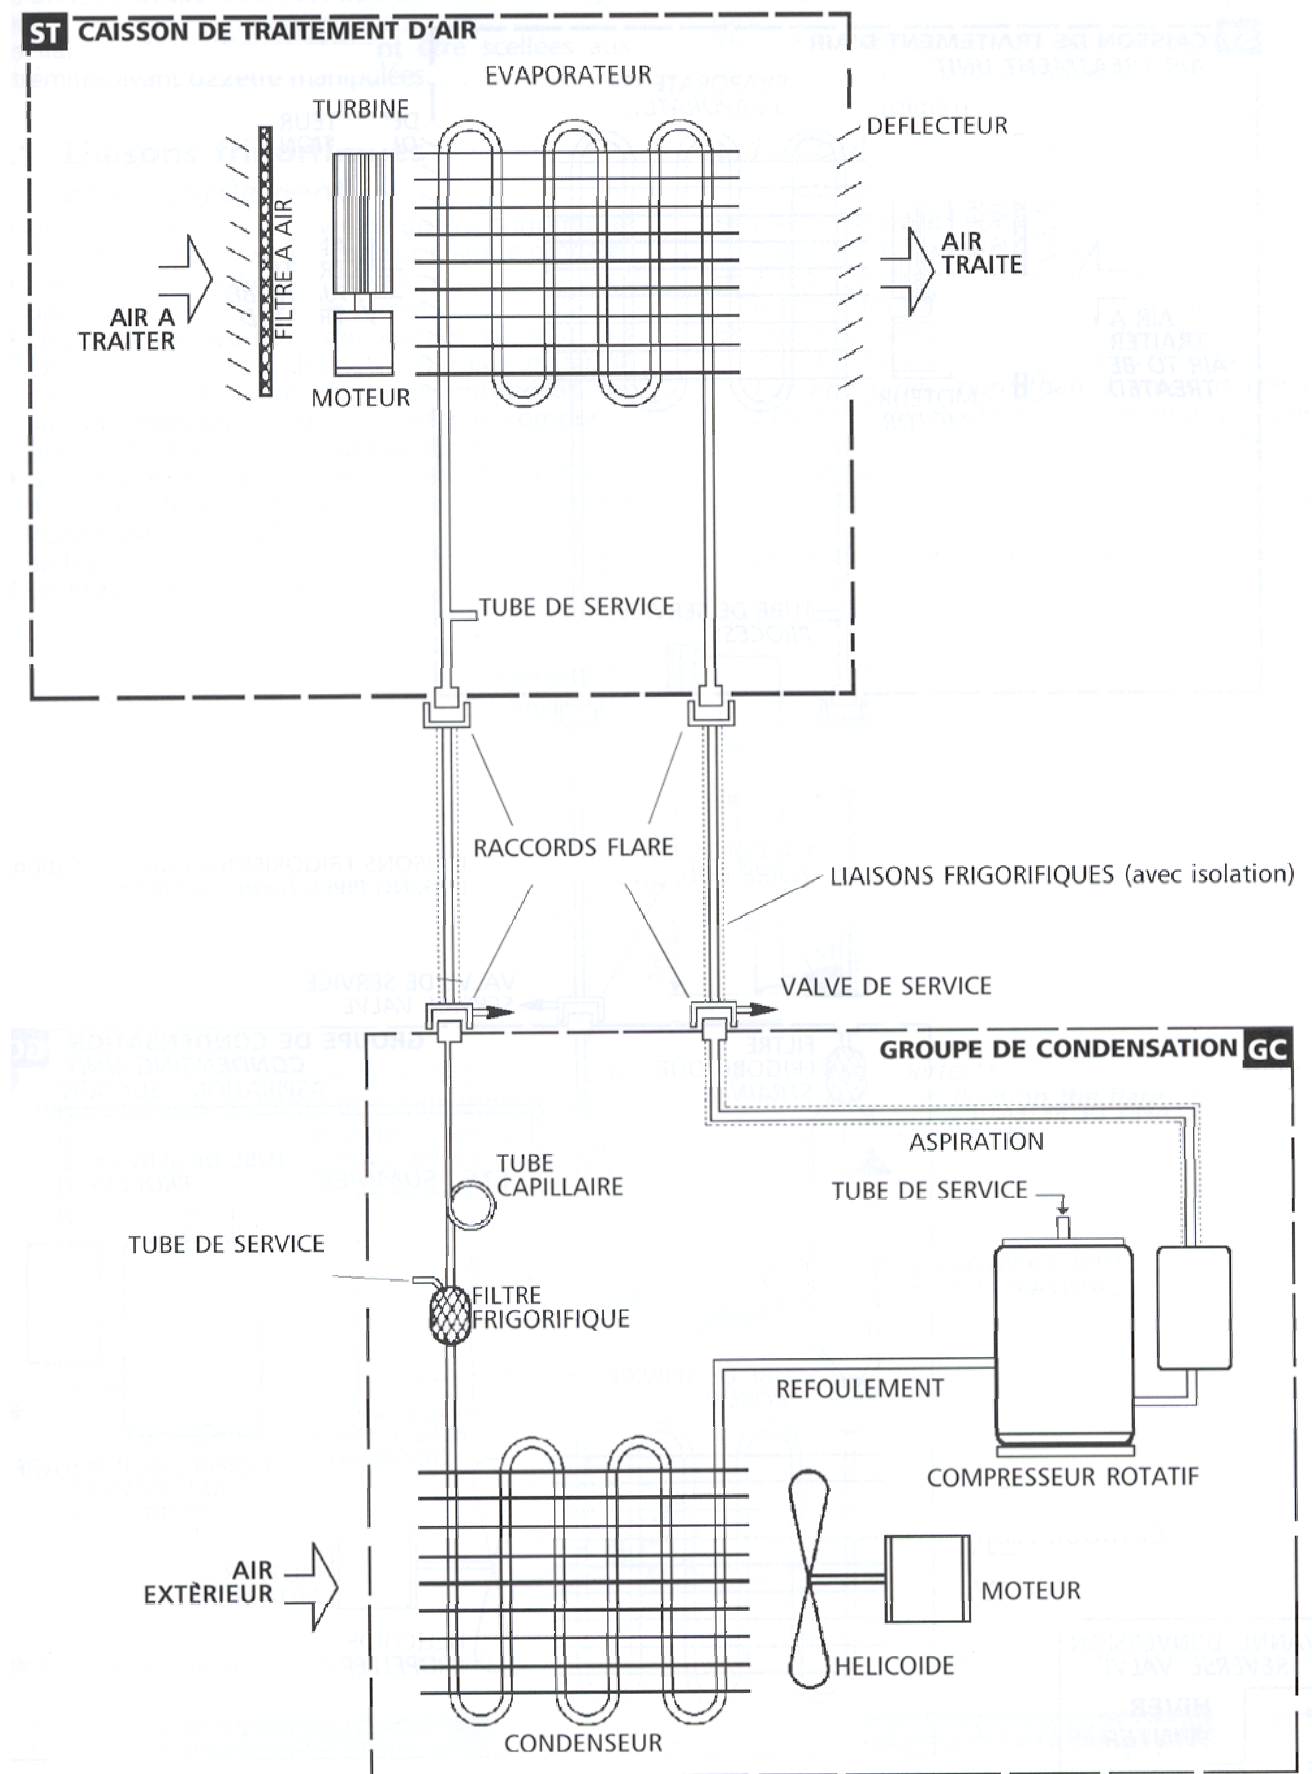 ST CAISSON DE TRAITEMENT D'AIR
EVAPORATEUR
TURBINE
DEFLECTEUR
FILTRE A AIR
AIR
TRAITE
AIR A
TRAITER
MOTEUR
TUBE DE SERVICE
RACCORDS FLARE
LIAISONS FRIGORIFIQUES (avec isolation)
VALVE DE SERVICE
GROUPE DE CONDENSATION GC
ASPIRATION
TUBE
CAPILLAIRE
TUBE DE SERVICE
TUBE DE SERVICE
FILTRE
FRIGORIFIQUE
REFOULEMENT
COMPRESSEUR ROTATIF
AIR
EXTÈRIEUR
MOTEUR
HELICOIDE
CONDENSEUR